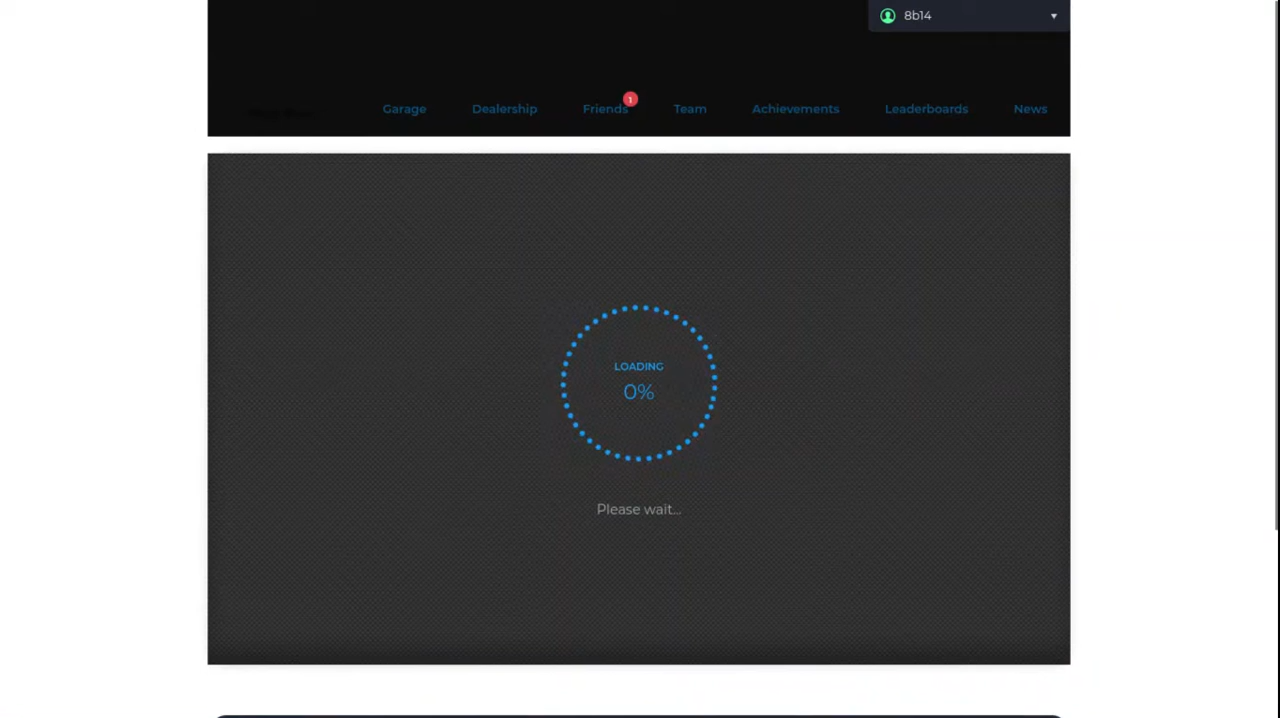 8b14
Garage Dealership Friends 1 Team Achievements Leaderboards News
LOADING
0%
Please wait...